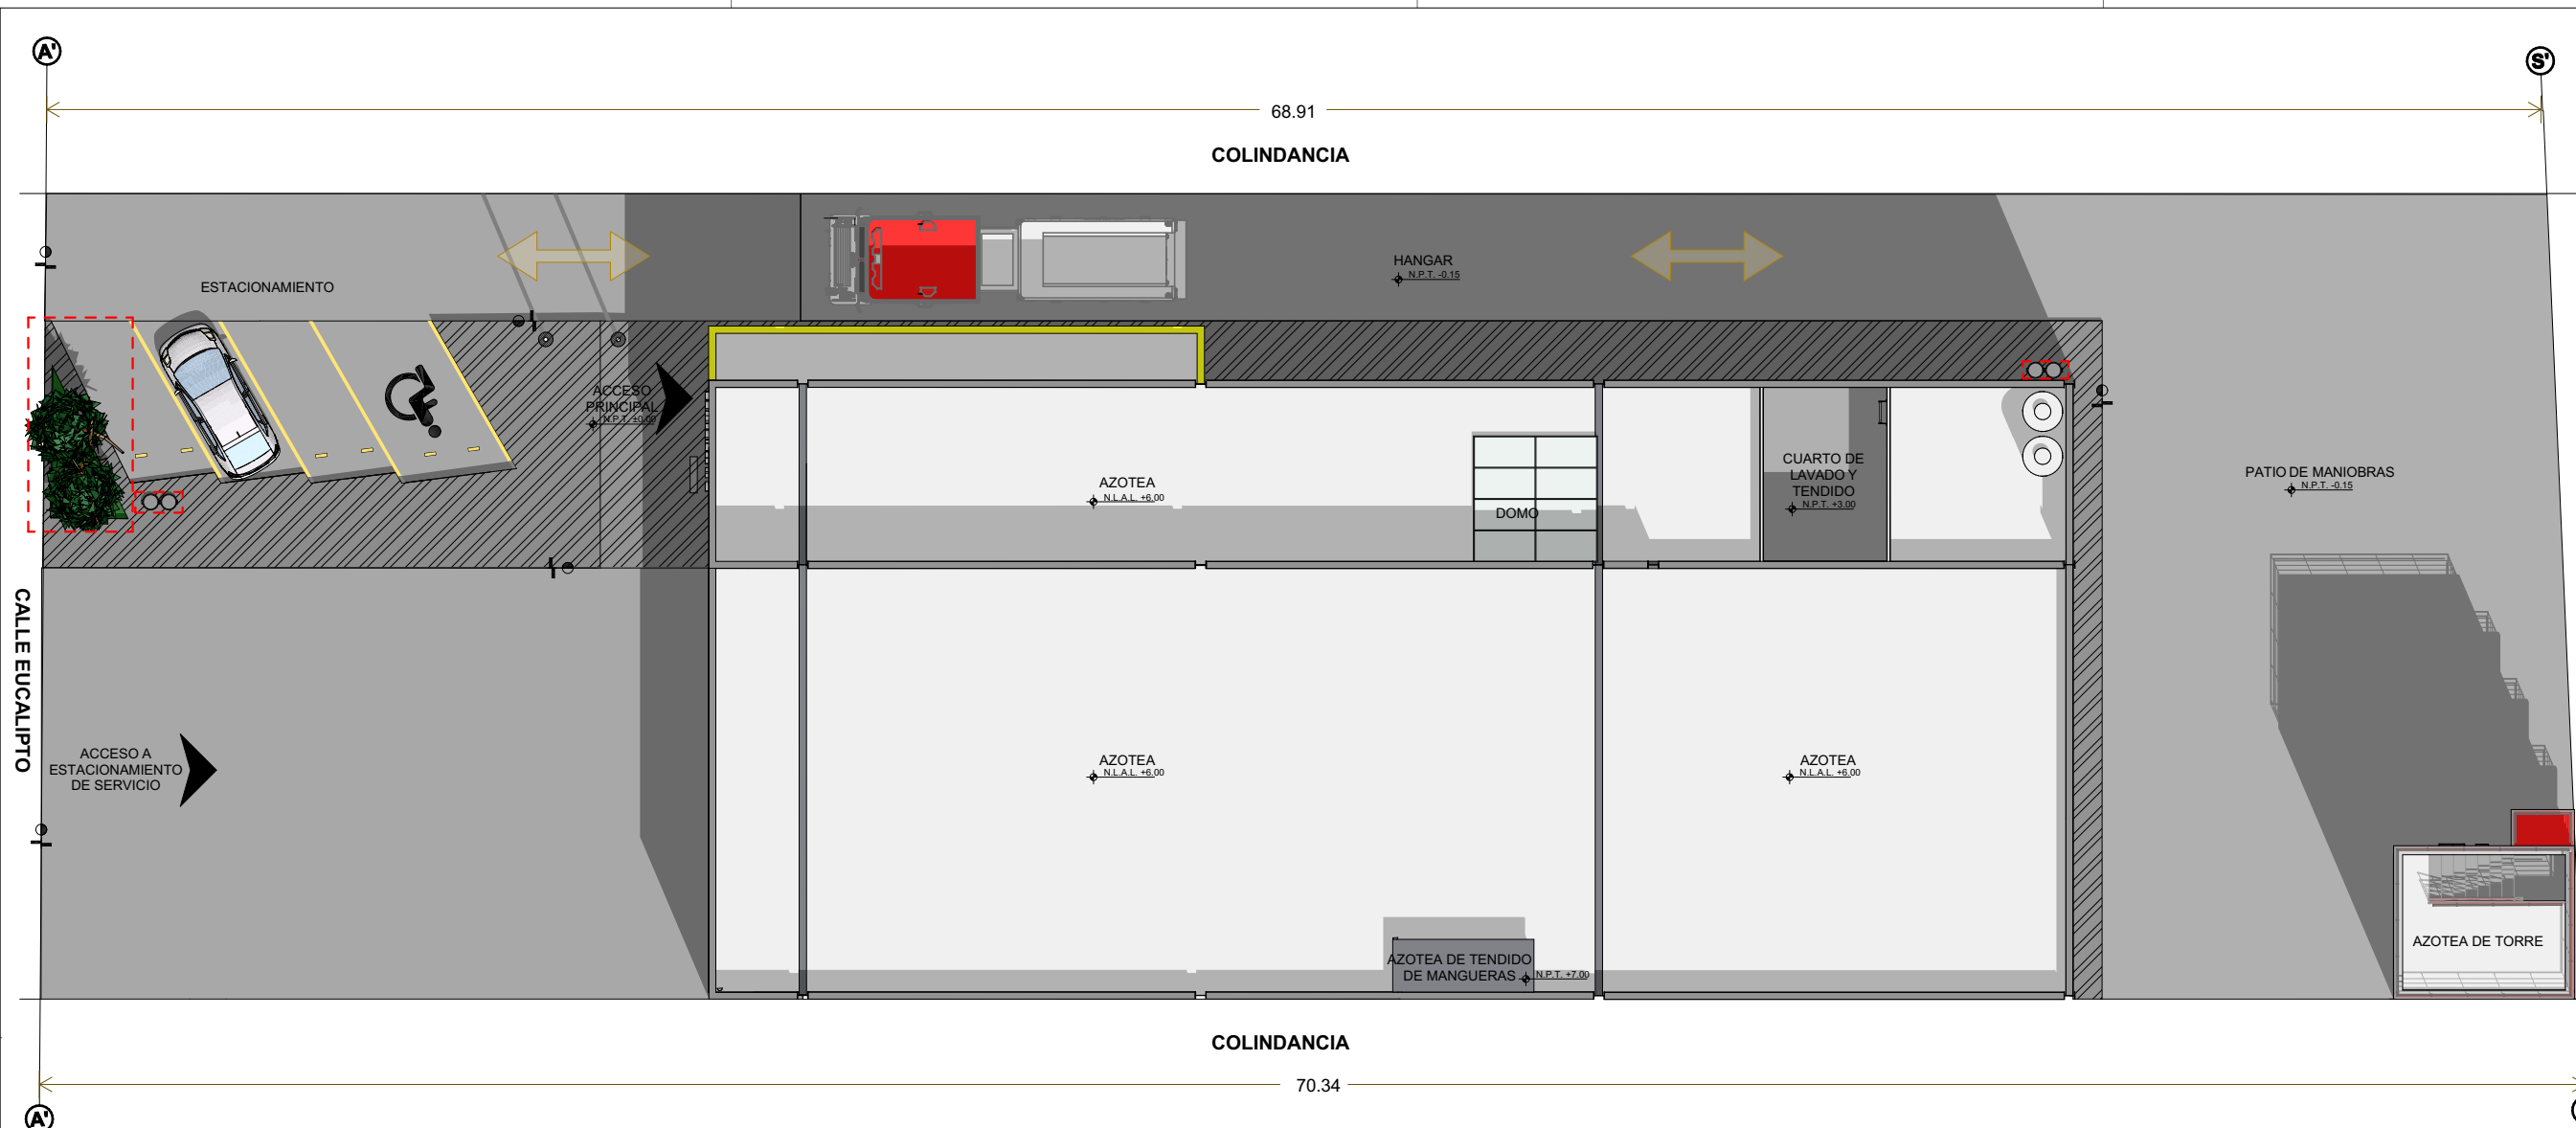 A'
S'
68.91
COLINDANCIA
ESTACIONAMIENTO
HANGAR
N.P.T. -0.15
ACCESO
PRINCIPAL
N.P.T. ±0.00
AZOTEA
N.L.A.L. +6.00
DOMO
CUARTO DE
LAVADO Y
TENDIDO
N.P.T. +3.00
PATIO DE MANIOBRAS
N.P.T. -0.15
CALLE EUCALIPTO
ACCESO A
ESTACIONAMIENTO
DE SERVICIO
AZOTEA
N.L.A.L. +6.00
AZOTEA
N.L.A.L. +6.00
AZOTEA DE TENDIDO
DE MANGUERAS
N.P.T. +7.00
AZOTEA DE TORRE
COLINDANCIA
70.34
A'